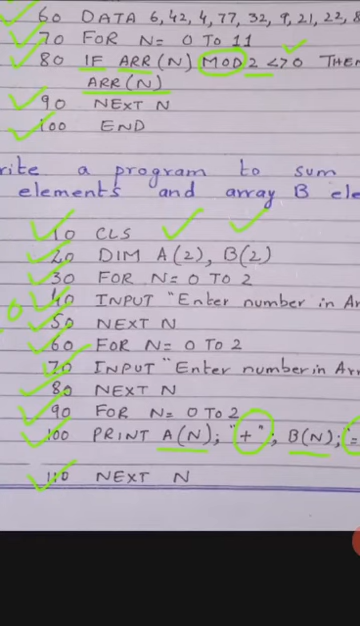 60 DATA 6, 42, 4, 77, 32, 9, 21, 22, 8
70 FOR N= 0 TO 11
80 IF ARR(N) MOD 2 <70 THEN
ARR(N)
90 NEXT N
100 END
rite a program to sum
elements and array B ele
10 CLS
20 DIM A(2), B(2)
30 FOR N= 0 TO 2
40 INPUT "Enter number in Ar
50 NEXT N
60 FOR N= 0 TO 2
70 INPUT "Enter number in Arr
80 NEXT N
90 FOR N= 0 TO 2
100 PRINT A(N); "+"; B(N); "=
110 NEXT N